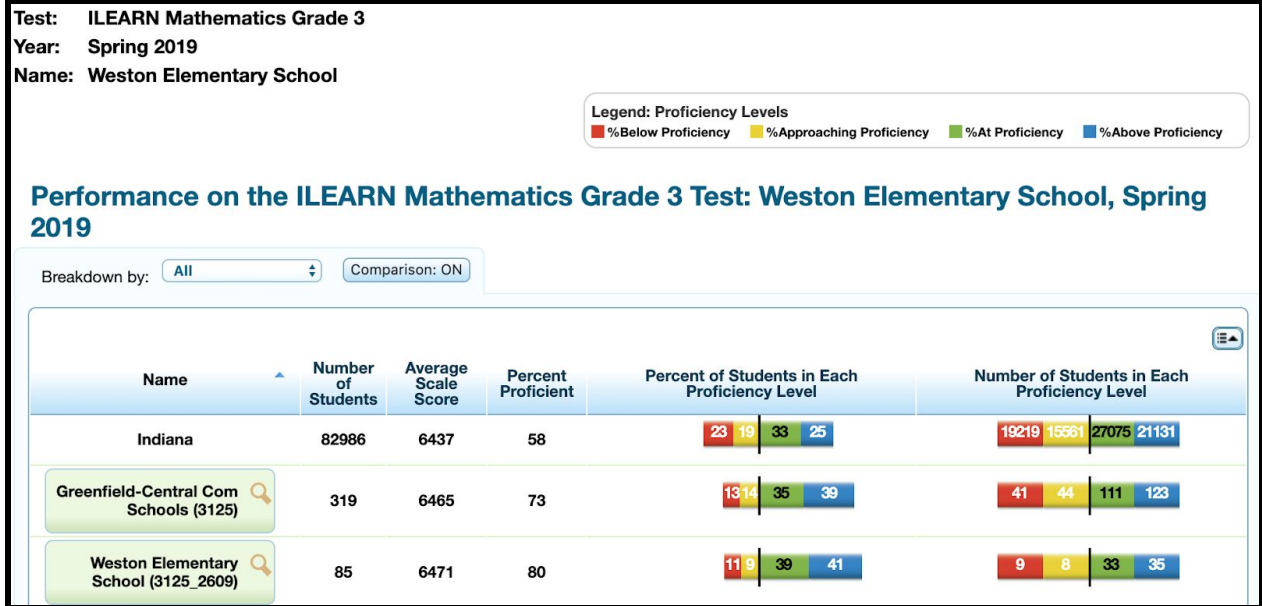 Test: ILEARN Mathematics Grade 3
Year: Spring 2019
Name: Weston Elementary School
Legend: Proficiency Levels
%Below Proficiency %Approaching Proficiency %At Proficiency %Above Proficiency
Performance on the ILEARN Mathematics Grade 3 Test: Weston Elementary School, Spring
2019
Breakdown by: All Comparison: ON
Name
Number
of
Students
Average
Scale
Score
Percent
Proficient
Percent of Students in Each
Proficiency Level
Number of Students in Each
Proficiency Level
Indiana 82986 6437 58 23 19 33 25 19219 15561 27075 21131
Greenfield-Central Com
Schools (3125) 319 6465 73 13 14 35 39 41 44 111 123
Weston Elementary
School (3125_2609) 85 6471 80 11 9 39 41 9 8 33 35